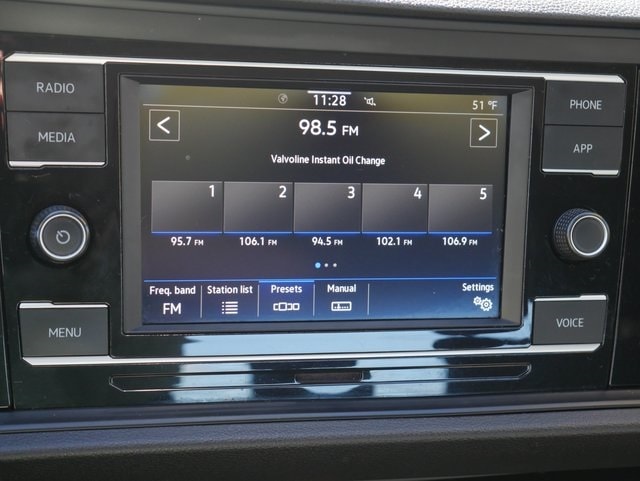 RADIO
MEDIA
MENU
11:28
51 °F
98.5 FM
Valvoline Instant Oil Change
1 2 3 4 5
95.7 FM 106.1 FM 94.5 FM 102.1 FM 106.9 FM
Freq. band Station list Presets Manual Settings
FM
PHONE
APP
VOICE